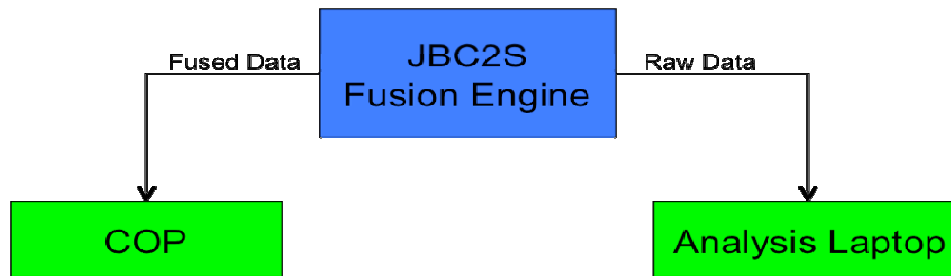 JBC2S
Fusion Engine
Fused Data
Raw Data
COP
Analysis Laptop